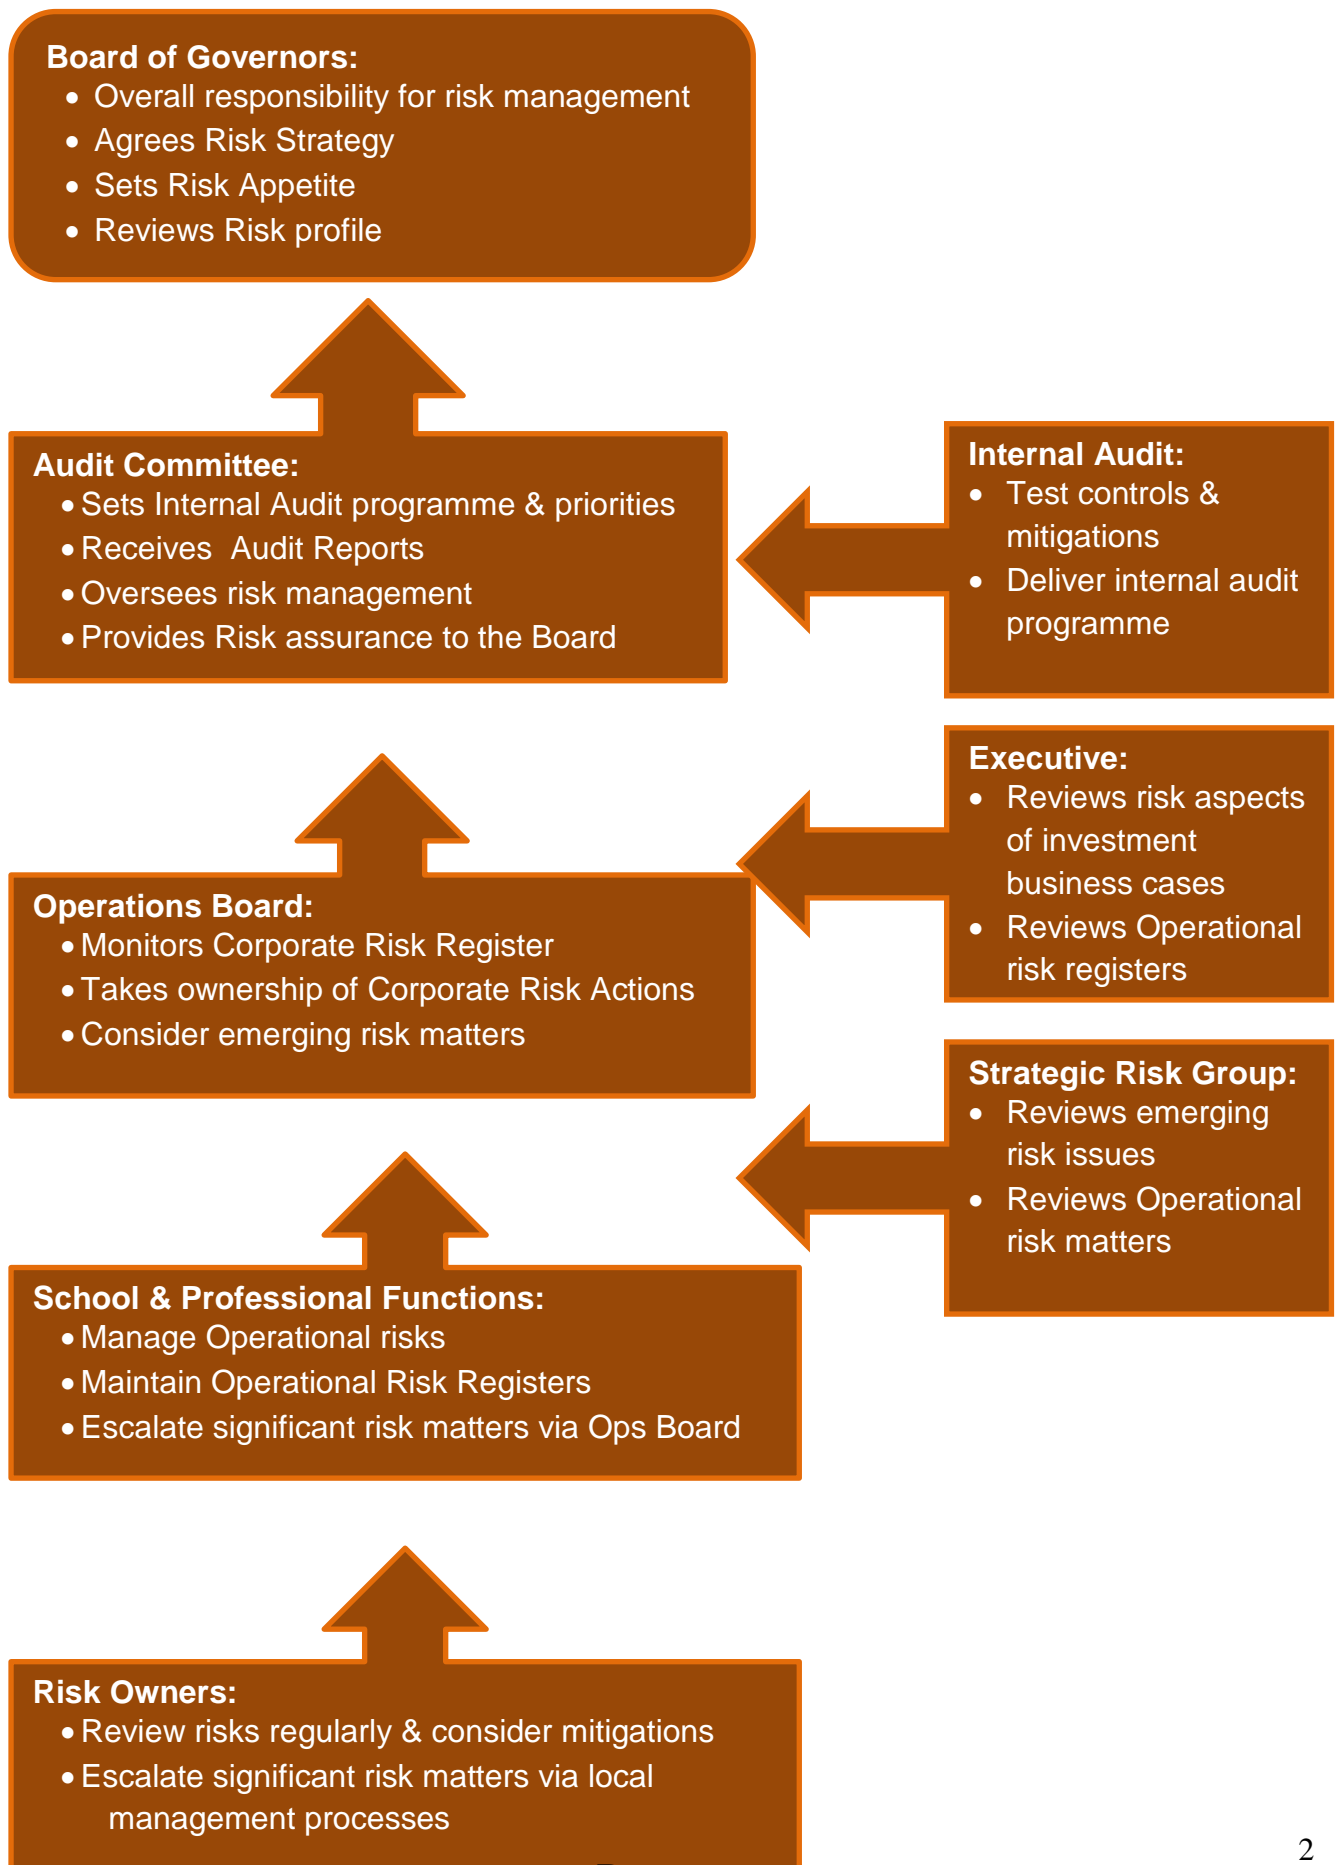 Board of Governors:
• Overall responsibility for risk management
• Agrees Risk Strategy
• Sets Risk Appetite
• Reviews Risk profile
Audit Committee:
• Sets Internal Audit programme & priorities
• Receives  Audit Reports
• Oversees risk management
• Provides Risk assurance to the Board
Internal Audit:
• Test controls &
mitigations
• Deliver internal audit
programme
Executive:
• Reviews risk aspects
of investment
business cases
• Reviews Operational
risk registers
Operations Board:
• Monitors Corporate Risk Register
• Takes ownership of Corporate Risk Actions
• Consider emerging risk matters
Strategic Risk Group:
• Reviews emerging
risk issues
• Reviews Operational
risk matters
School & Professional Functions:
• Manage Operational risks
• Maintain Operational Risk Registers
• Escalate significant risk matters via Ops Board
Risk Owners:
• Review risks regularly & consider mitigations
• Escalate significant risk matters via local
management processes
2